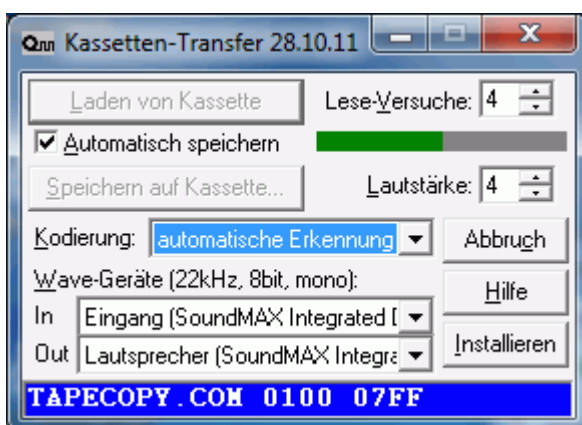 Kassetten-Transfer 28.10.11
Laden von Kassette Lese-Versuche: 4
Automatisch speichern
Speichern auf Kassette... Lautstärke: 4
Kodierung: automatische Erkennung Abbruch
Wave-Geräte (22kHz, 8bit, mono):
Hilfe
In Eingang (SoundMAX Integrated
Out Lautsprecher (SoundMAX Integra Installieren
TAPECOPY.COM 0100 07FF